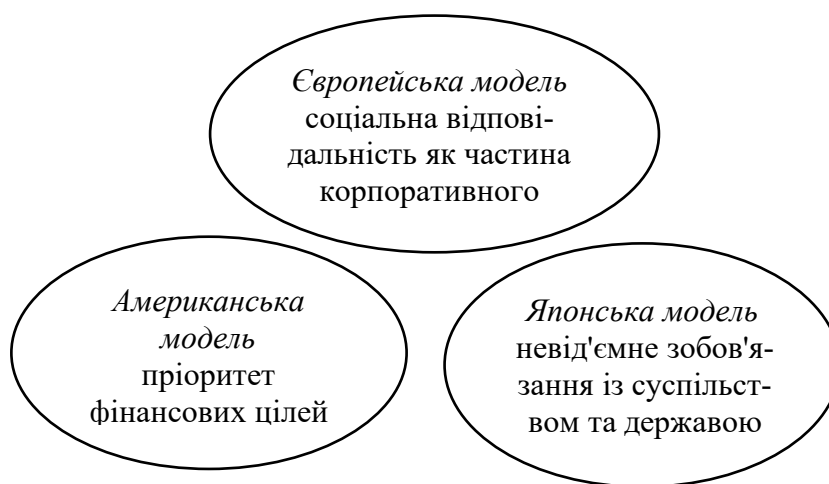 Європейська модель
соціальна відпові-
дальність як частина
корпоративного
Американська
модель
пріоритет
фінансових цілей
Японська модель
невід'ємне зобов'я-
зання із суспільст-
вом та державою